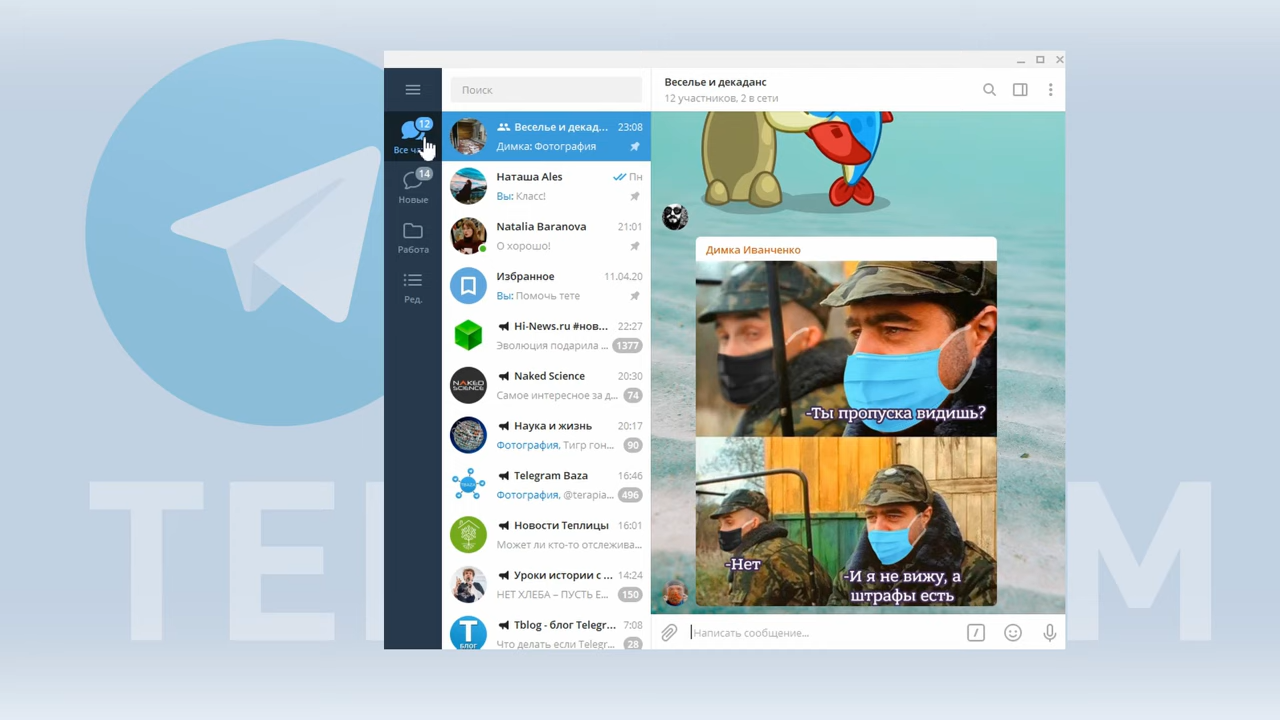 TELEGRAM
Поиск
Веселье и декаданс
12 участников, 2 в сети
12
Все ча
14
Новые
Работа
Ред.
Веселье и декад... 23:08
Димка: Фотография
Наташа Ales Пн
Вы: Класс!
Natalia Baranova 21:01
О хорошо!
Избранное 11.04.20
Вы: Помочь тете
Hi-News.ru #нов... 22:27
Эволюция подарила ... 1377
NAKED SCIENCE
Naked Science 20:30
Самое интересное за д... 74
Наука и жизнь 20:17
Фотография, Тигр гон... 90
Telegram Baza 16:46
Фотография, @terapia... 496
Новости Теплицы 16:01
Может ли кто-то отслежива...
Уроки истории с ... 14:24
НЕТ ХЛЕБА – ПУСТЬ Е... 150
Т
БЛОГ
Tblog - блог Telegr... 7:08
Что делать если Telegr... 28
Димка Иванченко
-Ты пропуска видишь?
-Нет
-И я не вижу, а
штрафы есть
Написать сообщение...